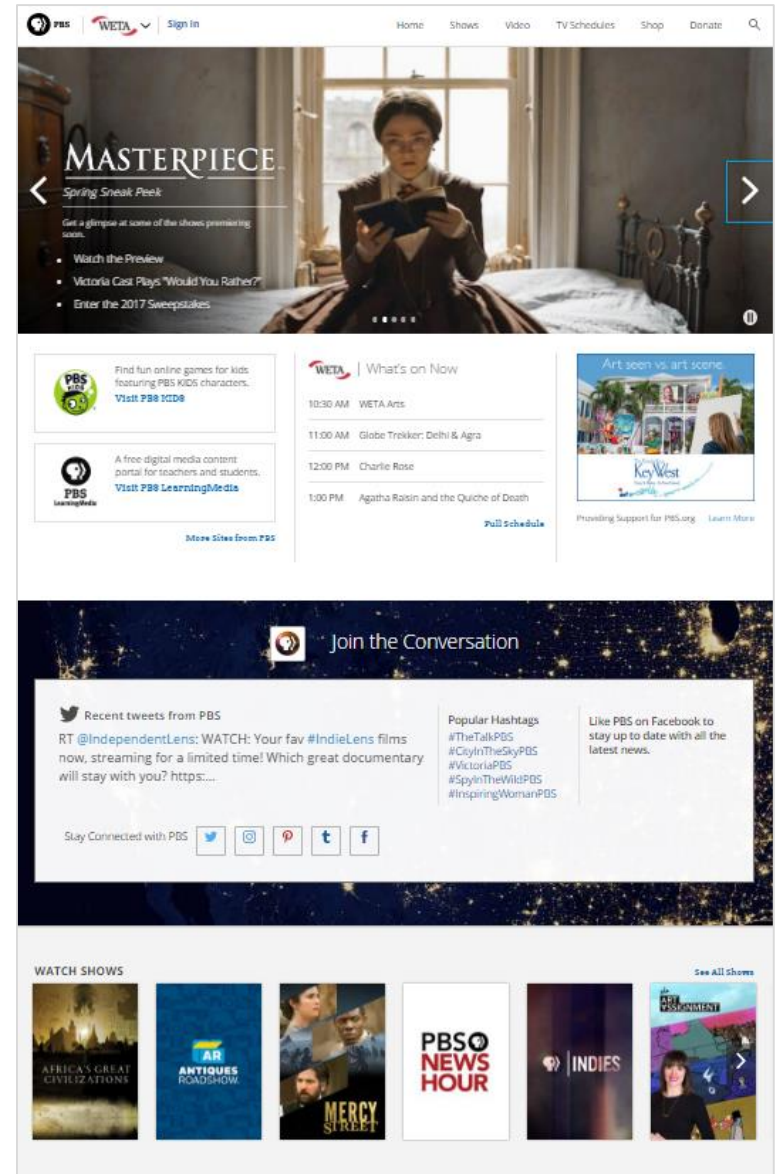 PBS
WETA
Sign In
Home
Shows
Video
TV Schedules
Shop
Donate
MASTERPIECE
Spring Sneak Peek
Get a glimpse at some of the shows premiering
soon.
Watch the Preview
Victoria Cast Plays "Would You Rather?"
Enter the 2017 Sweepstakes
PBS
KIDS
Find fun online games for kids
featuring PBS KIDS characters.
Visit PBS KIDS
PBS
LearningMedia
A free digital media content
portal for teachers and students.
Visit PBS LearningMedia
More Sites from PBS
WETA | What's on Now
10:30 AM WETA Arts
11:00 AM Globe Trekker: Delhi & Agra
12:00 PM Charlie Rose
1:00 PM Agatha Raisin and the Quiche of Death
Full Schedule
Art seen vs. art scene.
Key West
Providing Support for PBS.org Learn More
Join the Conversation
Recent tweets from PBS
RT @IndependentLens: WATCH: Your fav #IndieLens films
now, streaming for a limited time! Which great documentary
will stay with you? https:...
Popular Hashtags
#TheTalkPBS
#CityInTheSkyPBS
#VictoriaPBS
#SpyInTheWildPBS
#InspiringWomanPBS
Like PBS on Facebook to
stay up to date with all the
latest news.
Stay Connected with PBS
WATCH SHOWS
See All Shows
AFRICA'S GREAT
CIVILIZATIONS
AR
ANTIQUES
ROADSHOW
MERCY
STREET
PBS
NEWS
HOUR
INDIES
THE
ART
ASSIGNMENT